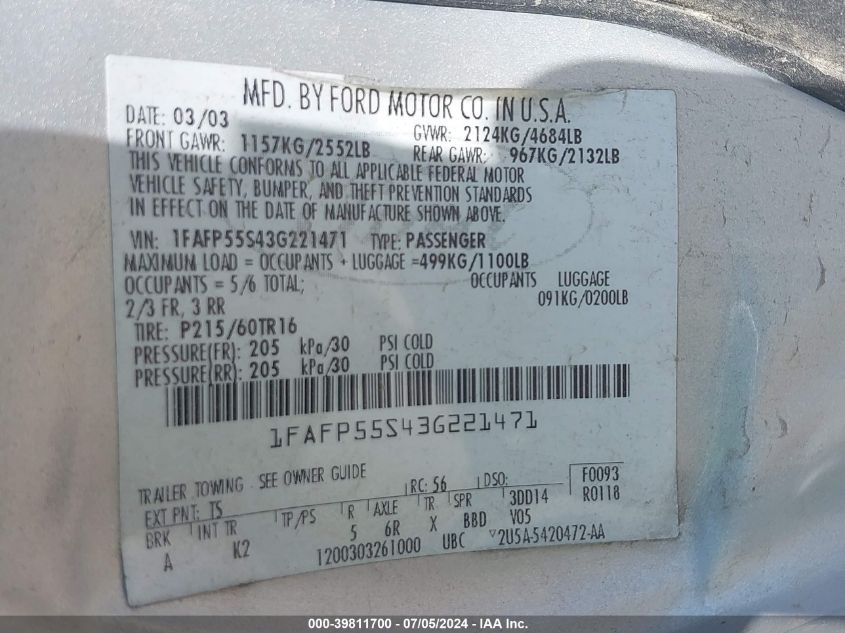 MFD. BY FORD MOTOR CO. IN U.S.A.
DATE: 03/03 GVWR: 2124KG/4684LB
FRONT GAWR: 1157KG/2552LB REAR GAWR: 967KG/2132LB
THIS VEHICLE CONFORMS TO ALL APPLICABLE FEDERAL MOTOR
VEHICLE SAFETY, BUMPER, AND THEFT PREVENTION STANDARDS
IN EFFECT ON THE DATE OF MANUFACTURE SHOWN ABOVE.
VIN: 1FAFP55S43G221471 TYPE: PASSENGER
MAXIMUM LOAD = OCCUPANTS + LUGGAGE =499KG/1100LB
OCCUPANTS = 5/6 TOTAL; OCCUPANTS LUGGAGE
2/3 FR, 3 RR 091KG/0200LB
TIRE: P215/60TR16
PRESSURE(FR): 205 kPa/30 PSI COLD
PRESSURE(RR): 205 kPa/30 PSI COLD
1FAFP55S43G221471
TRAILER TOWING - SEE OWNER GUIDE RC: 56 DSO: F0093
EXT PNT: TS 3DD14 R0118
BRK INT TR TP/PS R AXLE TR SPR V05
A K2 5 6R X BBD
1200303261000 UBC 2U5A-5420472-AA
000-39811700 - 07/05/2024 - IAA Inc.